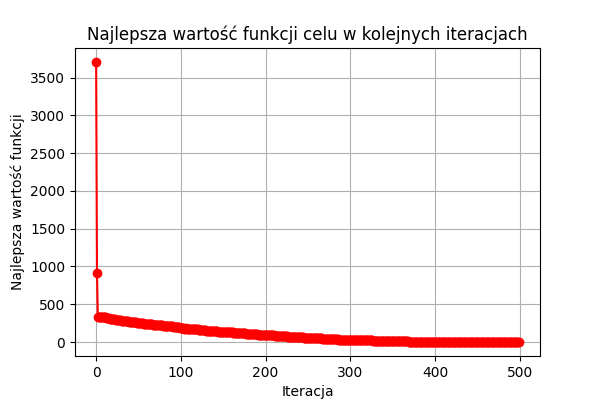 Najlepsza wartość funkcji celu w kolejnych iteracjach
Najlepsza wartość funkcji
3500
3000
2500
2000
1500
1000
500
0
0 100 200 300 400 500
Iteracja